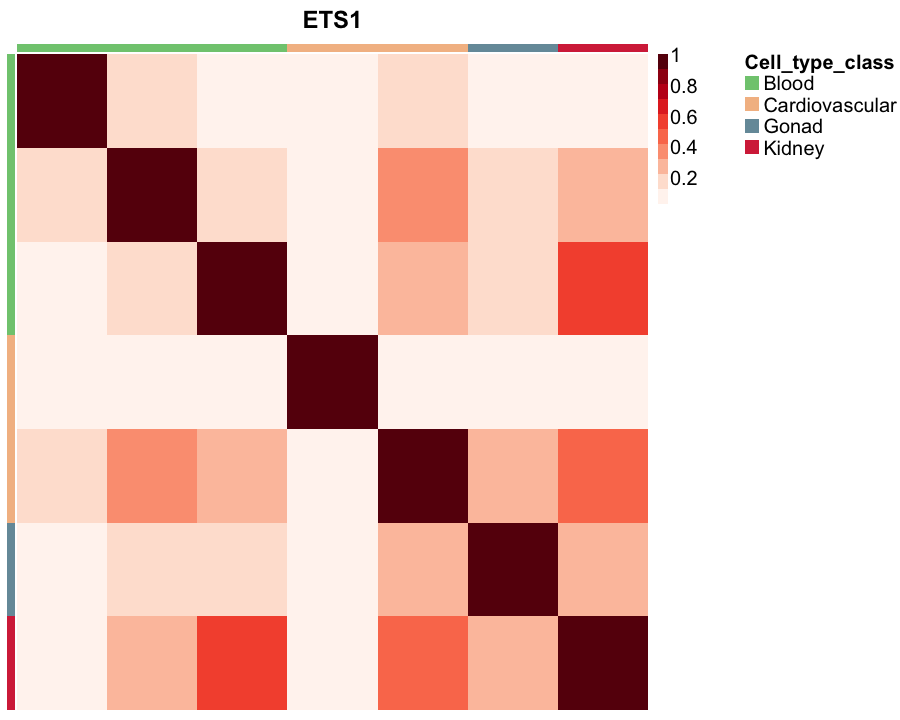 ETS1
1
0.8
0.6
0.4
0.2
Cell_type_class
Blood
Cardiovascular
Gonad
Kidney